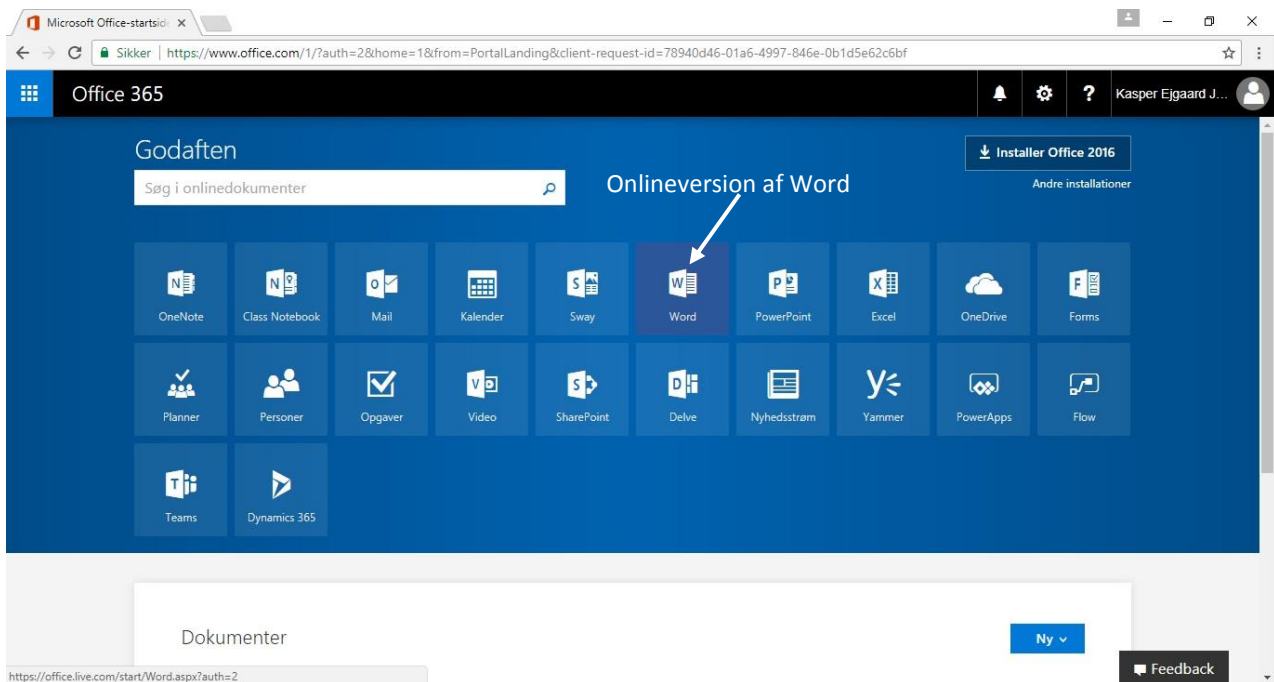 Microsoft Office-startsid
Sikker | https://www.office.com/1/?auth=2&home=1&from=PortalLanding&client-request-id=78940d46-01a6-4997-846e-0b1d5e62c6bf
Office 365
? Kasper Ejgaard J...
Godaften
Installer Office 2016
Søg i onlinedokumenter
Onlineversion af Word
Andre installationer
OneNote Class Notebook Mail Kalender Sway Word PowerPoint Excel OneDrive Forms
Planner Personer Opgaver Video SharePoint Delve Nyhedsstrøm Yammer PowerApps Flow
Teams Dynamics 365
Dokumenter
Ny
Feedback
https://office.live.com/start/Word.aspx?auth=2